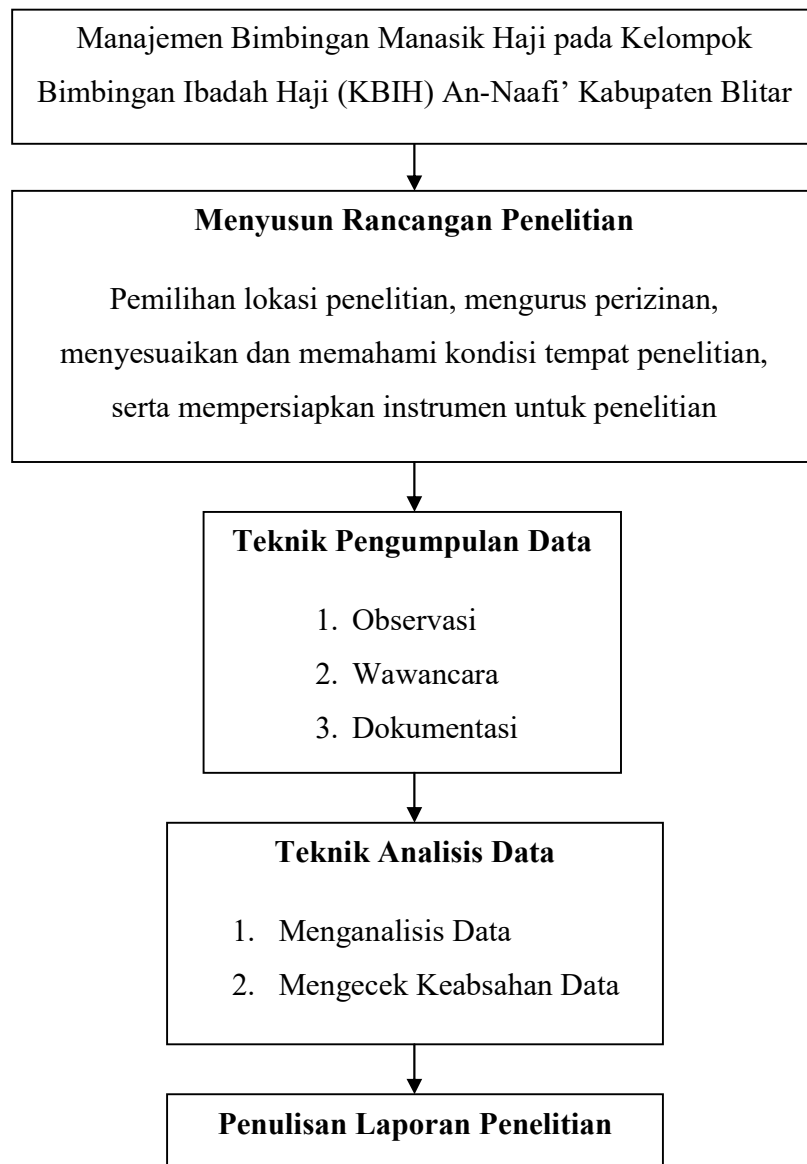 Manajemen Bimbingan Manasik Haji pada Kelompok
Bimbingan Ibadah Haji (KBIH) An-Naafi’ Kabupaten Blitar
Menyusun Rancangan Penelitian
Pemilihan lokasi penelitian, mengurus perizinan,
menyesuaikan dan memahami kondisi tempat penelitian,
serta mempersiapkan instrumen untuk penelitian
Teknik Pengumpulan Data
1. Observasi
2. Wawancara
3. Dokumentasi
Teknik Analisis Data
1. Menganalisis Data
2. Mengecek Keabsahan Data
Penulisan Laporan Penelitian